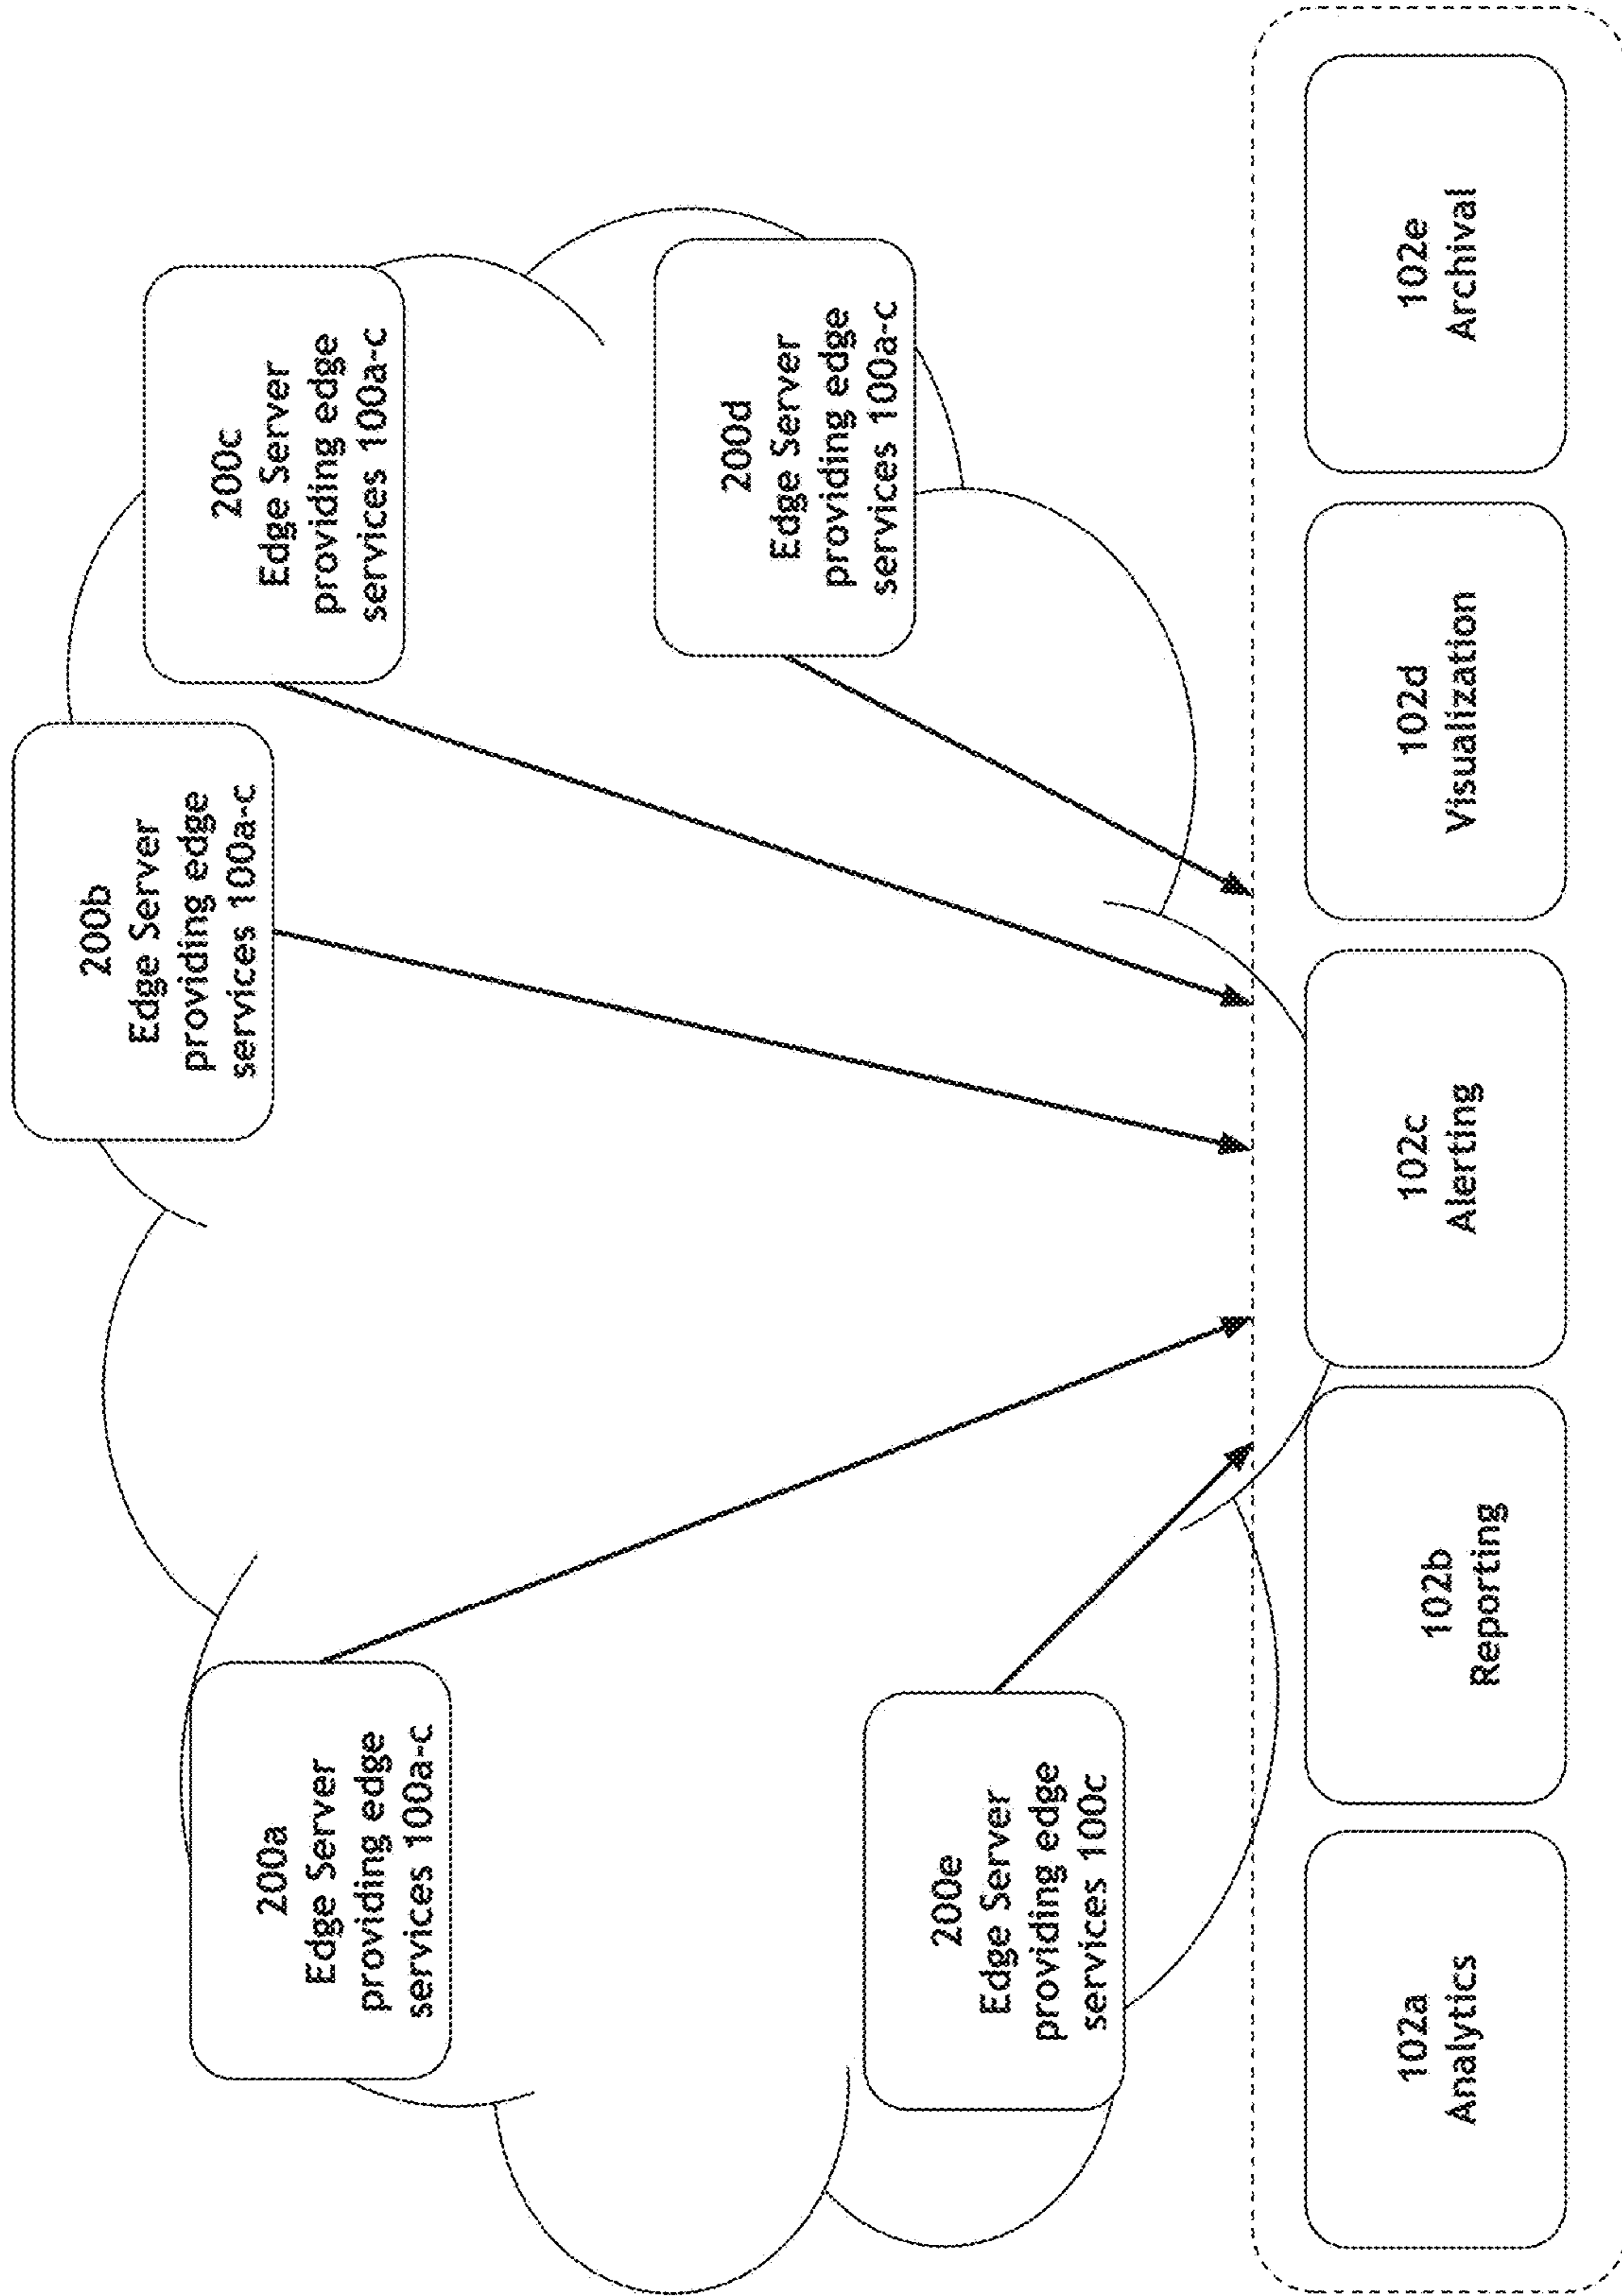 200a
Edge Server
providing edge
services 100a-c
200b
Edge Server
providing edge
services 100a-c
200c
Edge Server
providing edge
services 100a-c
200d
Edge Server
providing edge
services 100a-c
200e
Edge Server
providing edge
services 100c
102a
Analytics
102b
Reporting
102c
Alerting
102d
Visualization
102e
Archival